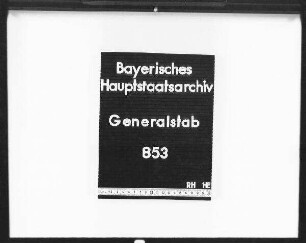 Bayerisches
Hauptstaatsarchiv
Generalstab
853
RH HE